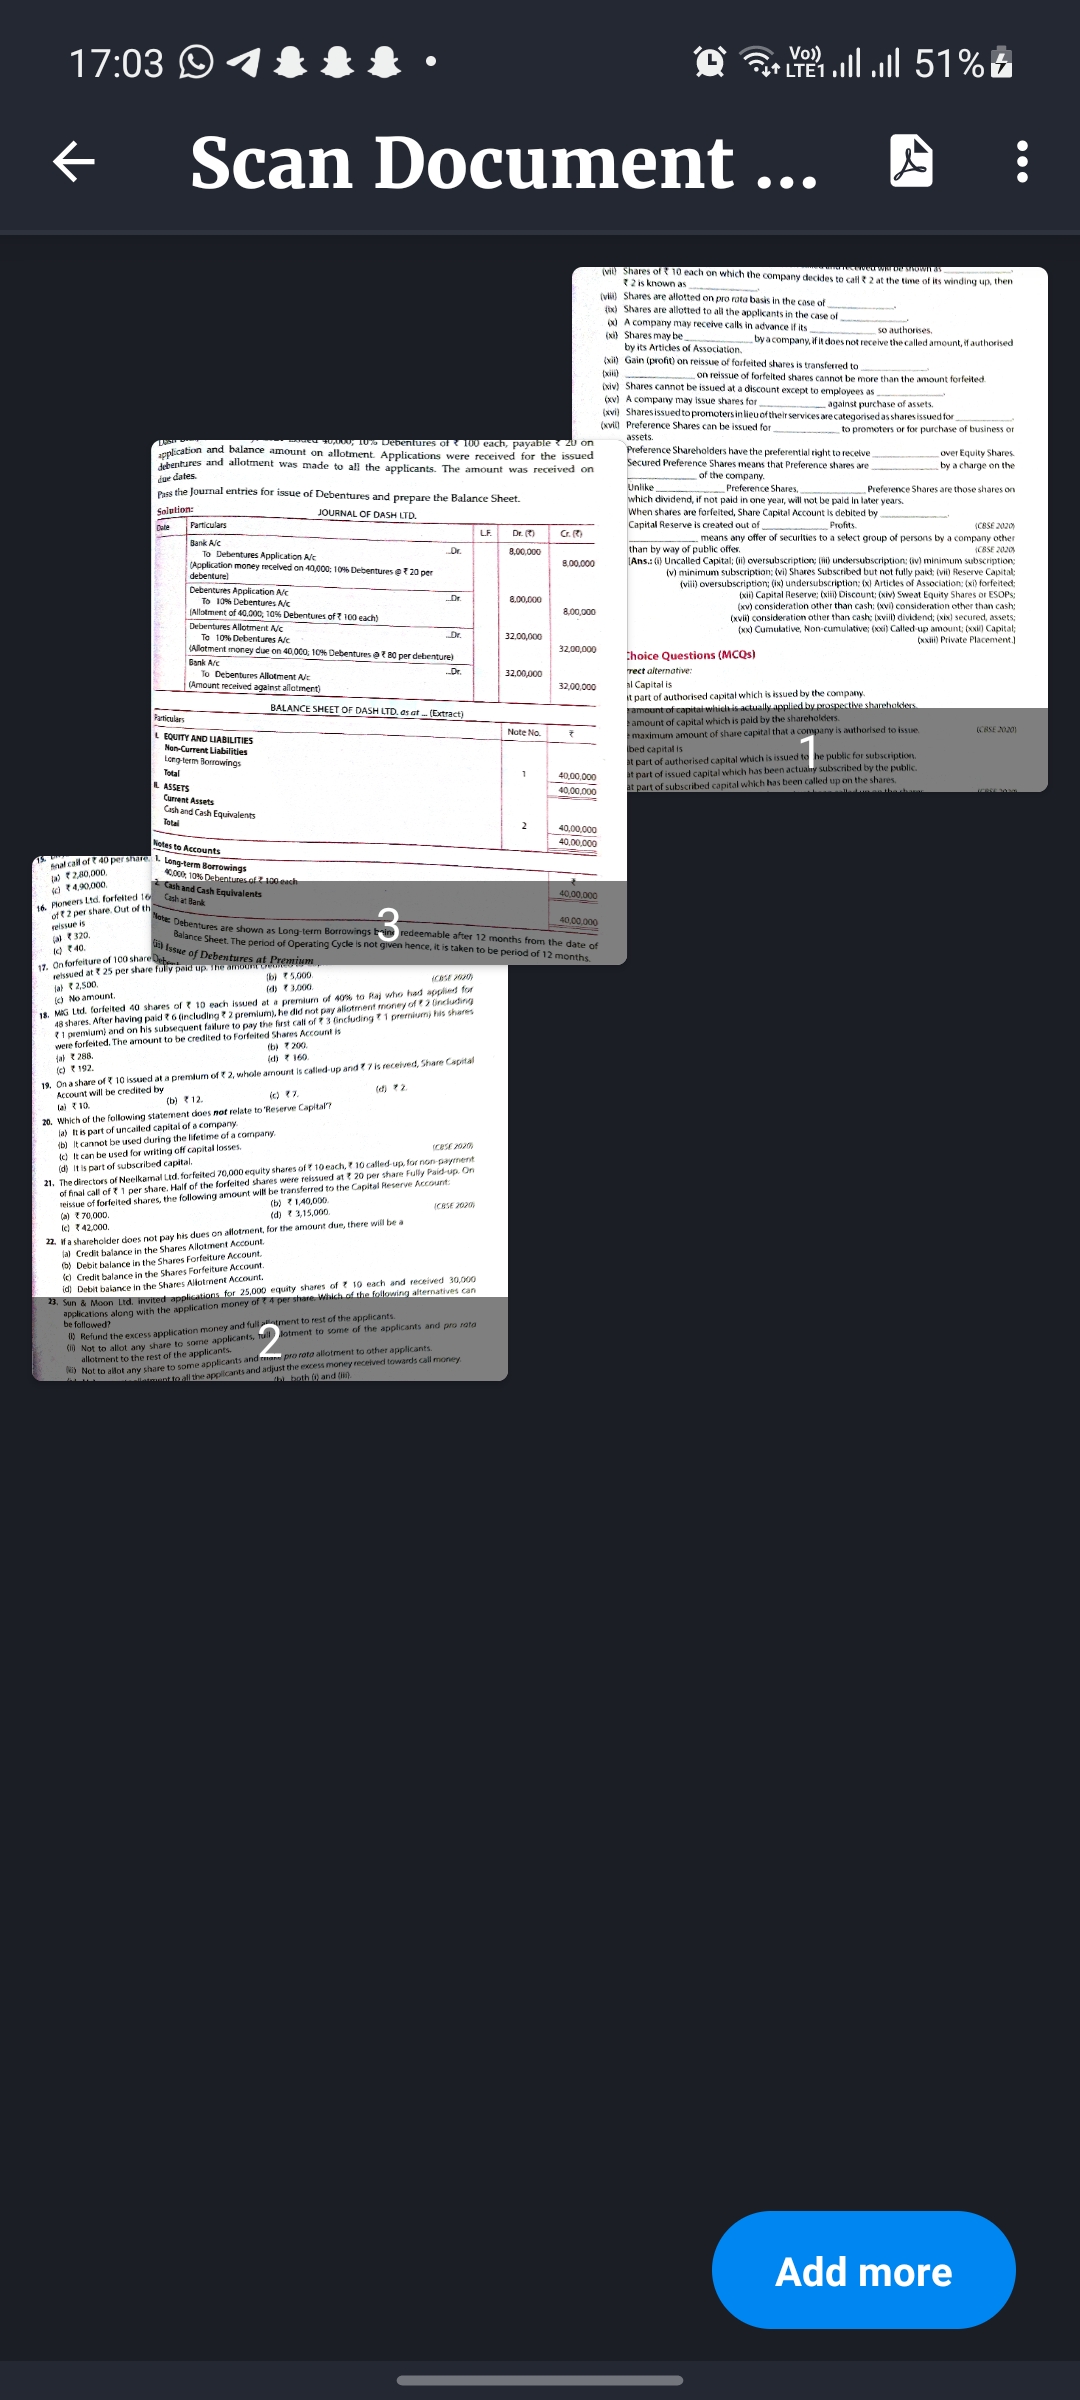 17:03
Vo))
LTE1
51%
Scan Document ...
(vii) Shares of ₹ 10 each on which the company decides to call ₹ 2 at the time of its winding up, then
₹ 2 is known as
(viii) Shares are allotted on pro rata basis in the case of
(ix) Shares are allotted to all the applicants in the case of
(x) A company may receive calls in advance if its so authorises.
(xi) Shares may be by a company, if it does not receive the called amount, if authorised
by its Articles of Association.
(xii) Gain (profit) on reissue of forfeited shares is transferred to
(xiii) on reissue of forfeited shares cannot be more than the amount forfeited.
(xiv) Shares cannot be issued at a discount except to employees as
(xv) A company may issue shares for against purchase of assets.
(xvi) Shares issued to promoters in lieu of their services are categorised as shares issued for
(xvii) Preference Shares can be issued for to promoters or for purchase of business or
assets.
Preference Shareholders have the preferential right to receive over Equity Shares.
Secured Preference Shares means that Preference shares are by a charge on the
of the company.
Unlike Preference Shares, Preference Shares are those shares on
which dividend, if not paid in one year, will not be paid in later years.
When shares are forfeited, Share Capital Account is debited by
Capital Reserve is created out of Profits. (CBSE 2020)
means any offer of securities to a select group of persons by a company other
than by way of public offer. (CBSE 2020)
[Ans.: (i) Uncalled Capital; (ii) oversubscription; (iii) undersubscription; (iv) minimum subscription;
(v) minimum subscription; (vi) Shares Subscribed but not fully paid; (vii) Reserve Capital;
(viii) oversubscription; (ix) undersubscription; (x) Articles of Association; (xi) forfeited;
(xii) Capital Reserve; (xiii) Discount; (xiv) Sweat Equity Shares or ESOPs;
(xv) consideration other than cash; (xvi) consideration other than cash;
(xvii) consideration other than cash; (xviii) dividend; (xix) secured, assets;
(xx) Cumulative, Non-cumulative; (xxi) Called-up amount; (xxii) Capital;
(xxiii) Private Placement.]
Choice Questions (MCQs)
rrect alternative:
al Capital is
at part of authorised capital which is issued by the company.
amount of capital which is actually applied by prospective shareholders.
amount of capital which is paid by the shareholders.
maximum amount of share capital that a company is authorised to issue. (CBSE 2020)
ibed capital is
at part of authorised capital which is issued to the public for subscription.
at part of issued capital which has been actually subscribed by the public.
at part of subscribed capital which has been called up on the shares.
1
40,000, 10% Debentures of ₹ 100 each, payable ₹ 20 on
application and balance amount on allotment. Applications were received for the issued
debentures and allotment was made to all the applicants. The amount was received on
due dates.
Pass the Journal entries for issue of Debentures and prepare the Balance Sheet.
Solution: JOURNAL OF DASH LTD.
Date Particulars L.F. Dr. (₹) Cr. (₹)
Bank A/c ...Dr. 8,00,000
To Debentures Application A/c 8,00,000
(Application money received on 40,000; 10% Debentures @ ₹ 20 per
debenture)
Debentures Application A/c ...Dr. 8,00,000
To 10% Debentures A/c 8,00,000
(Allotment of 40,000; 10% Debentures of ₹ 100 each)
Debentures Allotment A/c ...Dr. 32,00,000
To 10% Debentures A/c 32,00,000
(Allotment money due on 40,000; 10% Debentures @ ₹ 80 per debenture)
Bank A/c ...Dr. 32,00,000
To Debentures Allotment A/c 32,00,000
(Amount received against allotment)
BALANCE SHEET OF DASH LTD. as at ... (Extract)
Particulars Note No. ₹
I. EQUITY AND LIABILITIES
Non-Current Liabilities
Long-term Borrowings 1 40,00,000
Total 40,00,000
II. ASSETS
Current Assets
Cash and Cash Equivalents 2 40,00,000
Total 40,00,000
Notes to Accounts
1. Long-term Borrowings ₹
40,000; 10% Debentures of ₹ 100 each 40,00,000
2. Cash and Cash Equivalents
Cash at Bank 40,00,000
Note: Debentures are shown as Long-term Borrowings being redeemable after 12 months from the date of
Balance Sheet. The period of Operating Cycle is not given hence, it is taken to be period of 12 months.
(ii) Issue of Debentures at Premium
3
15.
final call of ₹ 40 per share.
(a) ₹ 2,80,000.
(c) ₹ 4,90,000.
16. Pioneers Ltd. forfeited 16
of ₹ 2 per share. Out of th
reissue is
(a) ₹ 320.
(c) ₹ 40.
17. On forfeiture of 100 share
reissued at ₹ 25 per share fully paid up. The amount
(a) ₹ 2,500. (b) ₹ 5,000. (CBSE 2020)
(c) No amount. (d) ₹ 3,000.
18. MG Ltd. forfeited 40 shares of ₹ 10 each issued at a premium of 40% to Raj who had applied for
48 shares. After having paid ₹ 6 (including ₹ 2 premium), he did not pay allotment money of ₹ 2 (including
₹ 1 premium) and on his subsequent failure to pay the first call of ₹ 3 (including ₹ 1 premium) his shares
were forfeited. The amount to be credited to Forfeited Shares Account is
(a) ₹ 288. (b) ₹ 200.
(c) ₹ 192. (d) ₹ 160.
19. On a share of ₹ 10 issued at a premium of ₹ 2, whole amount is called-up and ₹ 7 is received, Share Capital
Account will be credited by
(a) ₹ 10. (b) ₹ 12. (c) ₹ 7. (d) ₹ 2.
20. Which of the following statement does not relate to 'Reserve Capital'?
(a) It is part of uncalled capital of a company.
(b) It cannot be used during the lifetime of a company.
(c) It can be used for writing off capital losses.
(d) It is part of subscribed capital. (CBSE 2020)
21. The directors of Neelkamal Ltd. forfeited 70,000 equity shares of ₹ 10 each, ₹ 10 called-up, for non-payment
of final call of ₹ 1 per share. Half of the forfeited shares were reissued at ₹ 20 per share Fully Paid-up. On
reissue of forfeited shares, the following amount will be transferred to the Capital Reserve Account:
(a) ₹ 70,000. (b) ₹ 1,40,000.
(c) ₹ 42,000. (d) ₹ 3,15,000. (CBSE 2020)
22. If a shareholder does not pay his dues on allotment, for the amount due, there will be a
(a) Credit balance in the Shares Allotment Account.
(b) Debit balance in the Shares Forfeiture Account.
(c) Credit balance in the Shares Forfeiture Account.
(d) Debit balance in the Shares Allotment Account.
23. Sun & Moon Ltd. invited applications for 25,000 equity shares of ₹ 10 each and received 30,000
applications along with the application money of ₹ 4 per share. Which of the following alternatives can
be followed?
(i) Refund the excess application money and full allotment to rest of the applicants.
(ii) Not to allot any share to some applicants, full allotment to some of the applicants and pro rata
allotment to the rest of the applicants.
(iii) Not to allot any share to some applicants and make pro rata allotment to other applicants.
allotment to all the applicants and adjust the excess money received towards call money.
(b) both (i) and (iii).
2
Add more